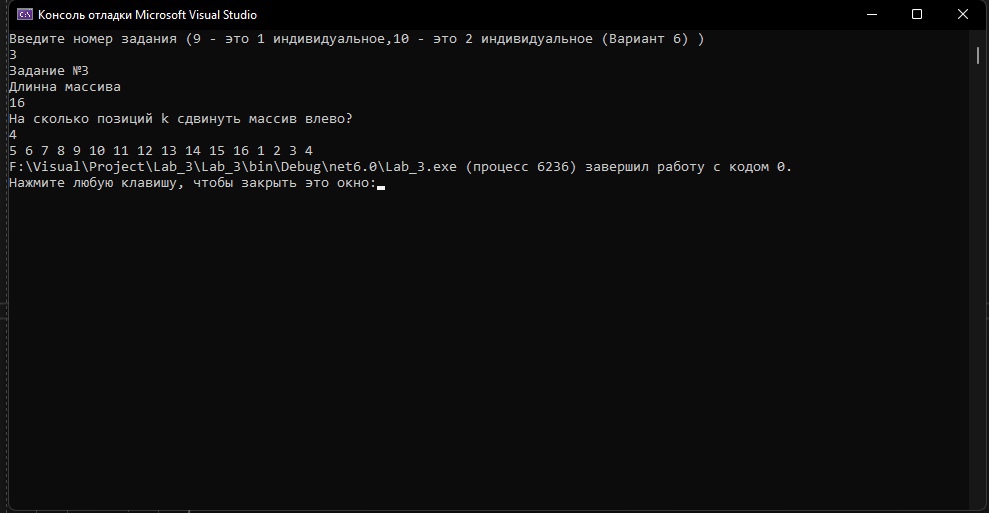 Консоль отладки Microsoft Visual Studio
Введите номер задания (9 - это 1 индивидуальное,10 - это 2 индивидуальное (Вариант 6) )
3
Задание №3
Длинна массива
16
На сколько позиций k сдвинуть массив влево?
4
5 6 7 8 9 10 11 12 13 14 15 16 1 2 3 4
F:\Visual\Project\Lab_3\Lab_3\bin\Debug\net6.0\Lab_3.exe (процесс 6236) завершил работу с кодом 0.
Нажмите любую клавишу, чтобы закрыть это окно: